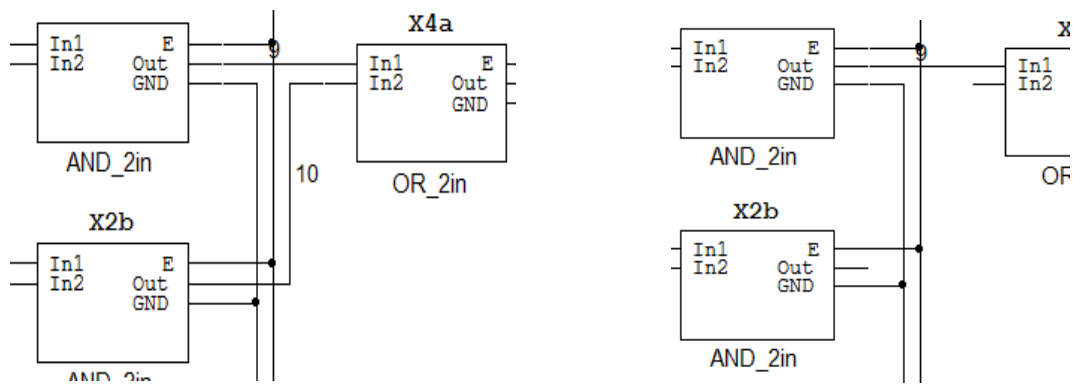 X4a
In1 E
In2 Out
GND
9
In1 E
In2 Out
GND
AND_2in
10
OR_2in
X2b
In1 E
In2 Out
GND
AND_2in
X
In1 E
In2 Out
GND
9
In1
In2
AND_2in
OR
X2b
In1 E
In2 Out
GND
AND_2in